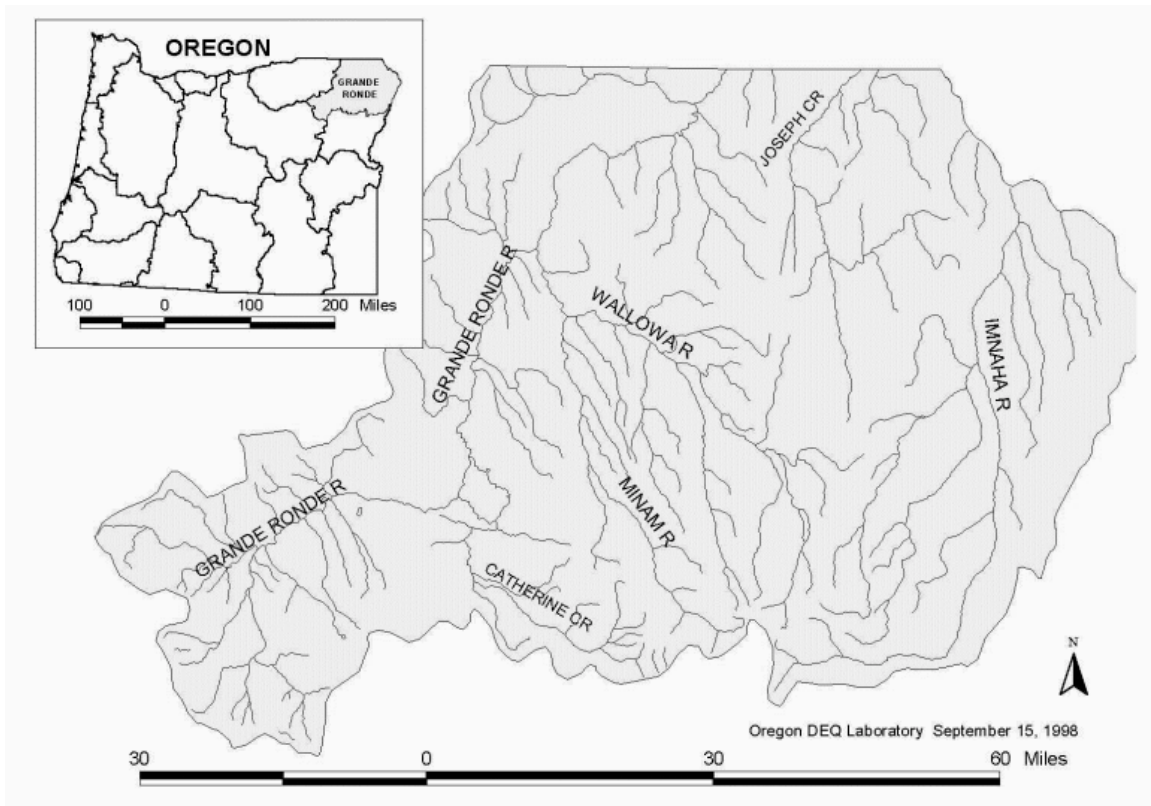 OREGON
GRANDE
RONDE
100 0 100 200 Miles
JOSEPH CR
GRANDE RONDE R
WALLOWA R
IMNAHA R
MINAM R
GRANDE RONDE R
CATHERINE CR
N
Oregon DEQ Laboratory September 15, 1998
30 0 30 60 Miles